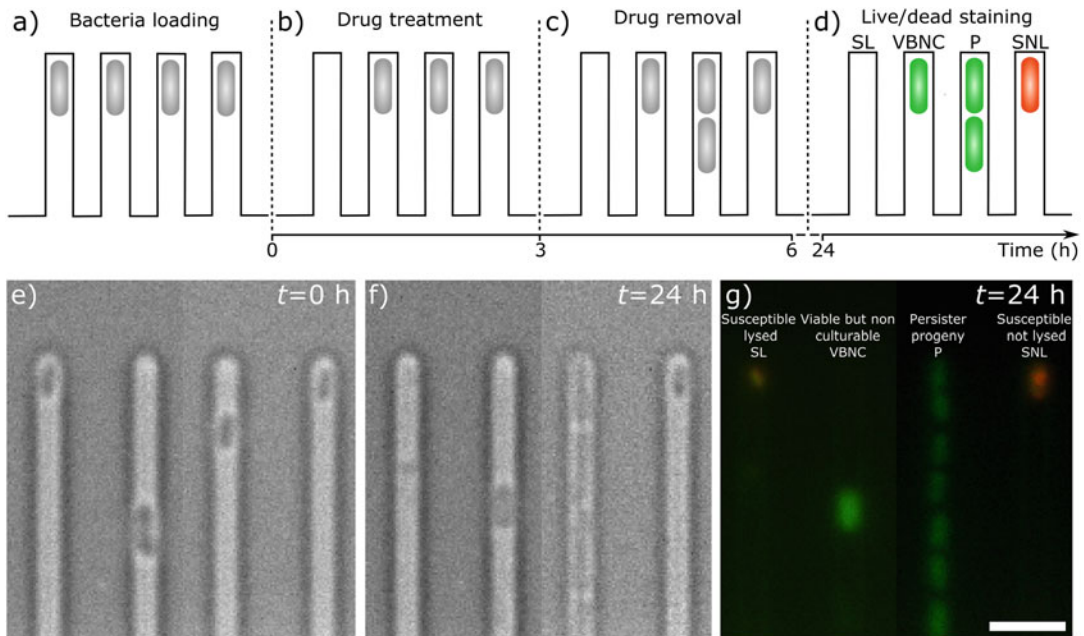 a) Bacteria loading
b) Drug treatment
c) Drug removal
d) Live/dead staining
SL VBNC P SNL
0 3 6 24 Time (h)
e) t=0 h
f) t=24 h
g) t=24 h
Susceptible lysed SL
Viable but non culturable VBNC
Persister progeny P
Susceptible not lysed SNL